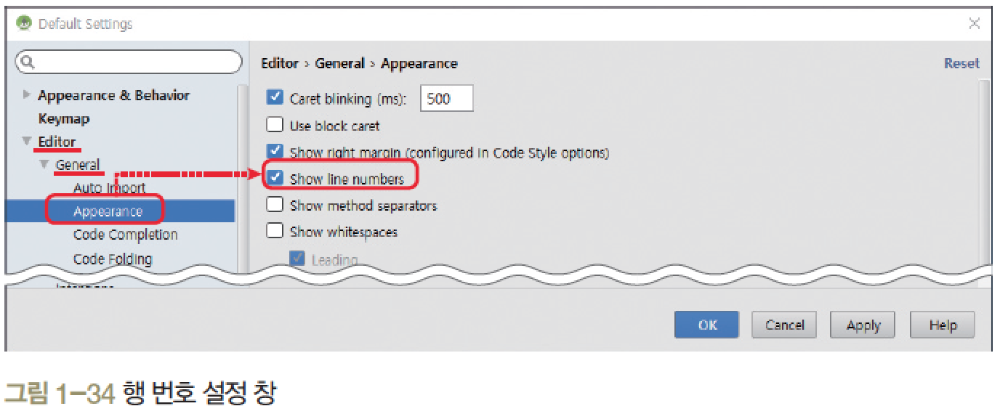 Default Settings
Editor › General › Appearance
Reset
Appearance & Behavior
Keymap
Editor
General
Auto Import
Appearance
Code Completion
Code Folding
Caret blinking (ms): 500
Use block caret
Show right margin (configured in Code Style options)
Show line numbers
Show method separators
Show whitespaces
Leading
Intentions
OK
Cancel
Apply
Help
그림 1-34 행 번호 설정 창